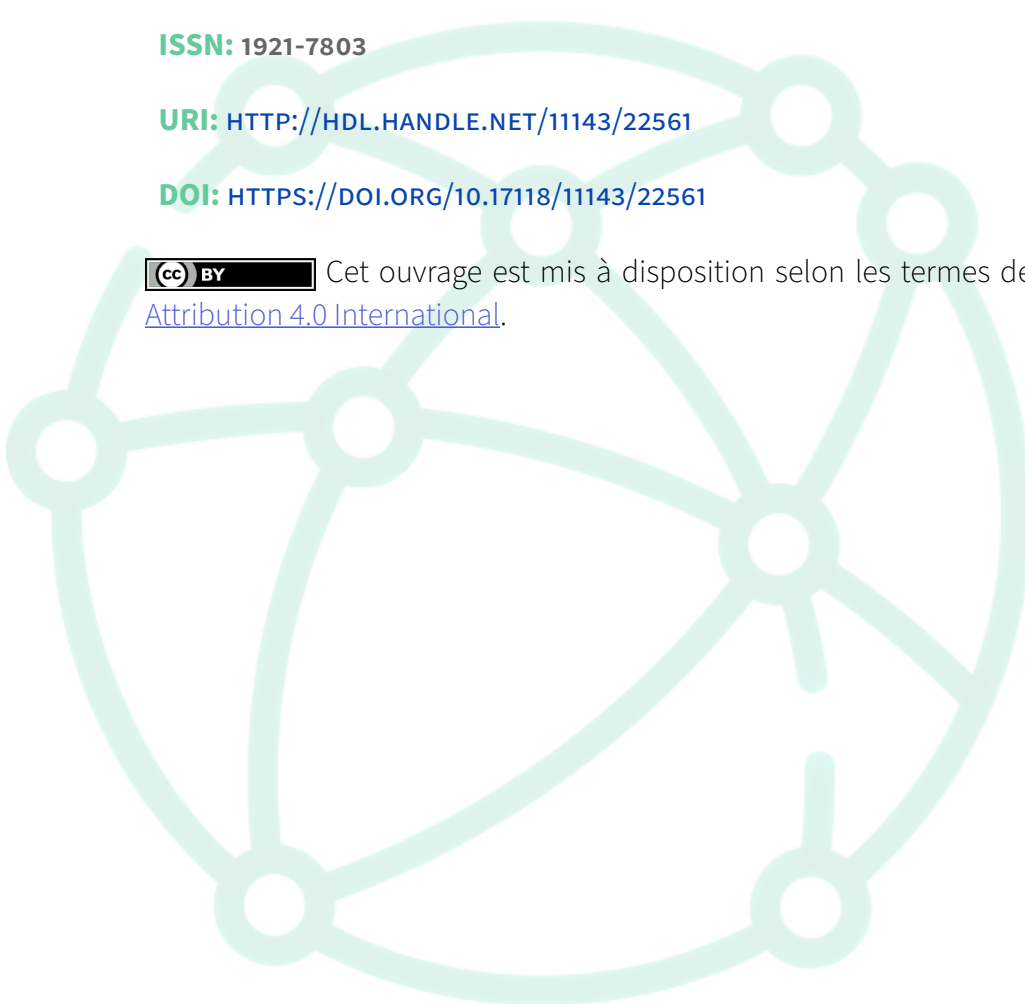 ISSN: 1921-7803
URI: HTTP://HDL.HANDLE.NET/11143/22561
DOI: HTTPS://DOI.ORG/10.17118/11143/22561
cc BY Cet ouvrage est mis à disposition selon les termes de
Attribution 4.0 International.